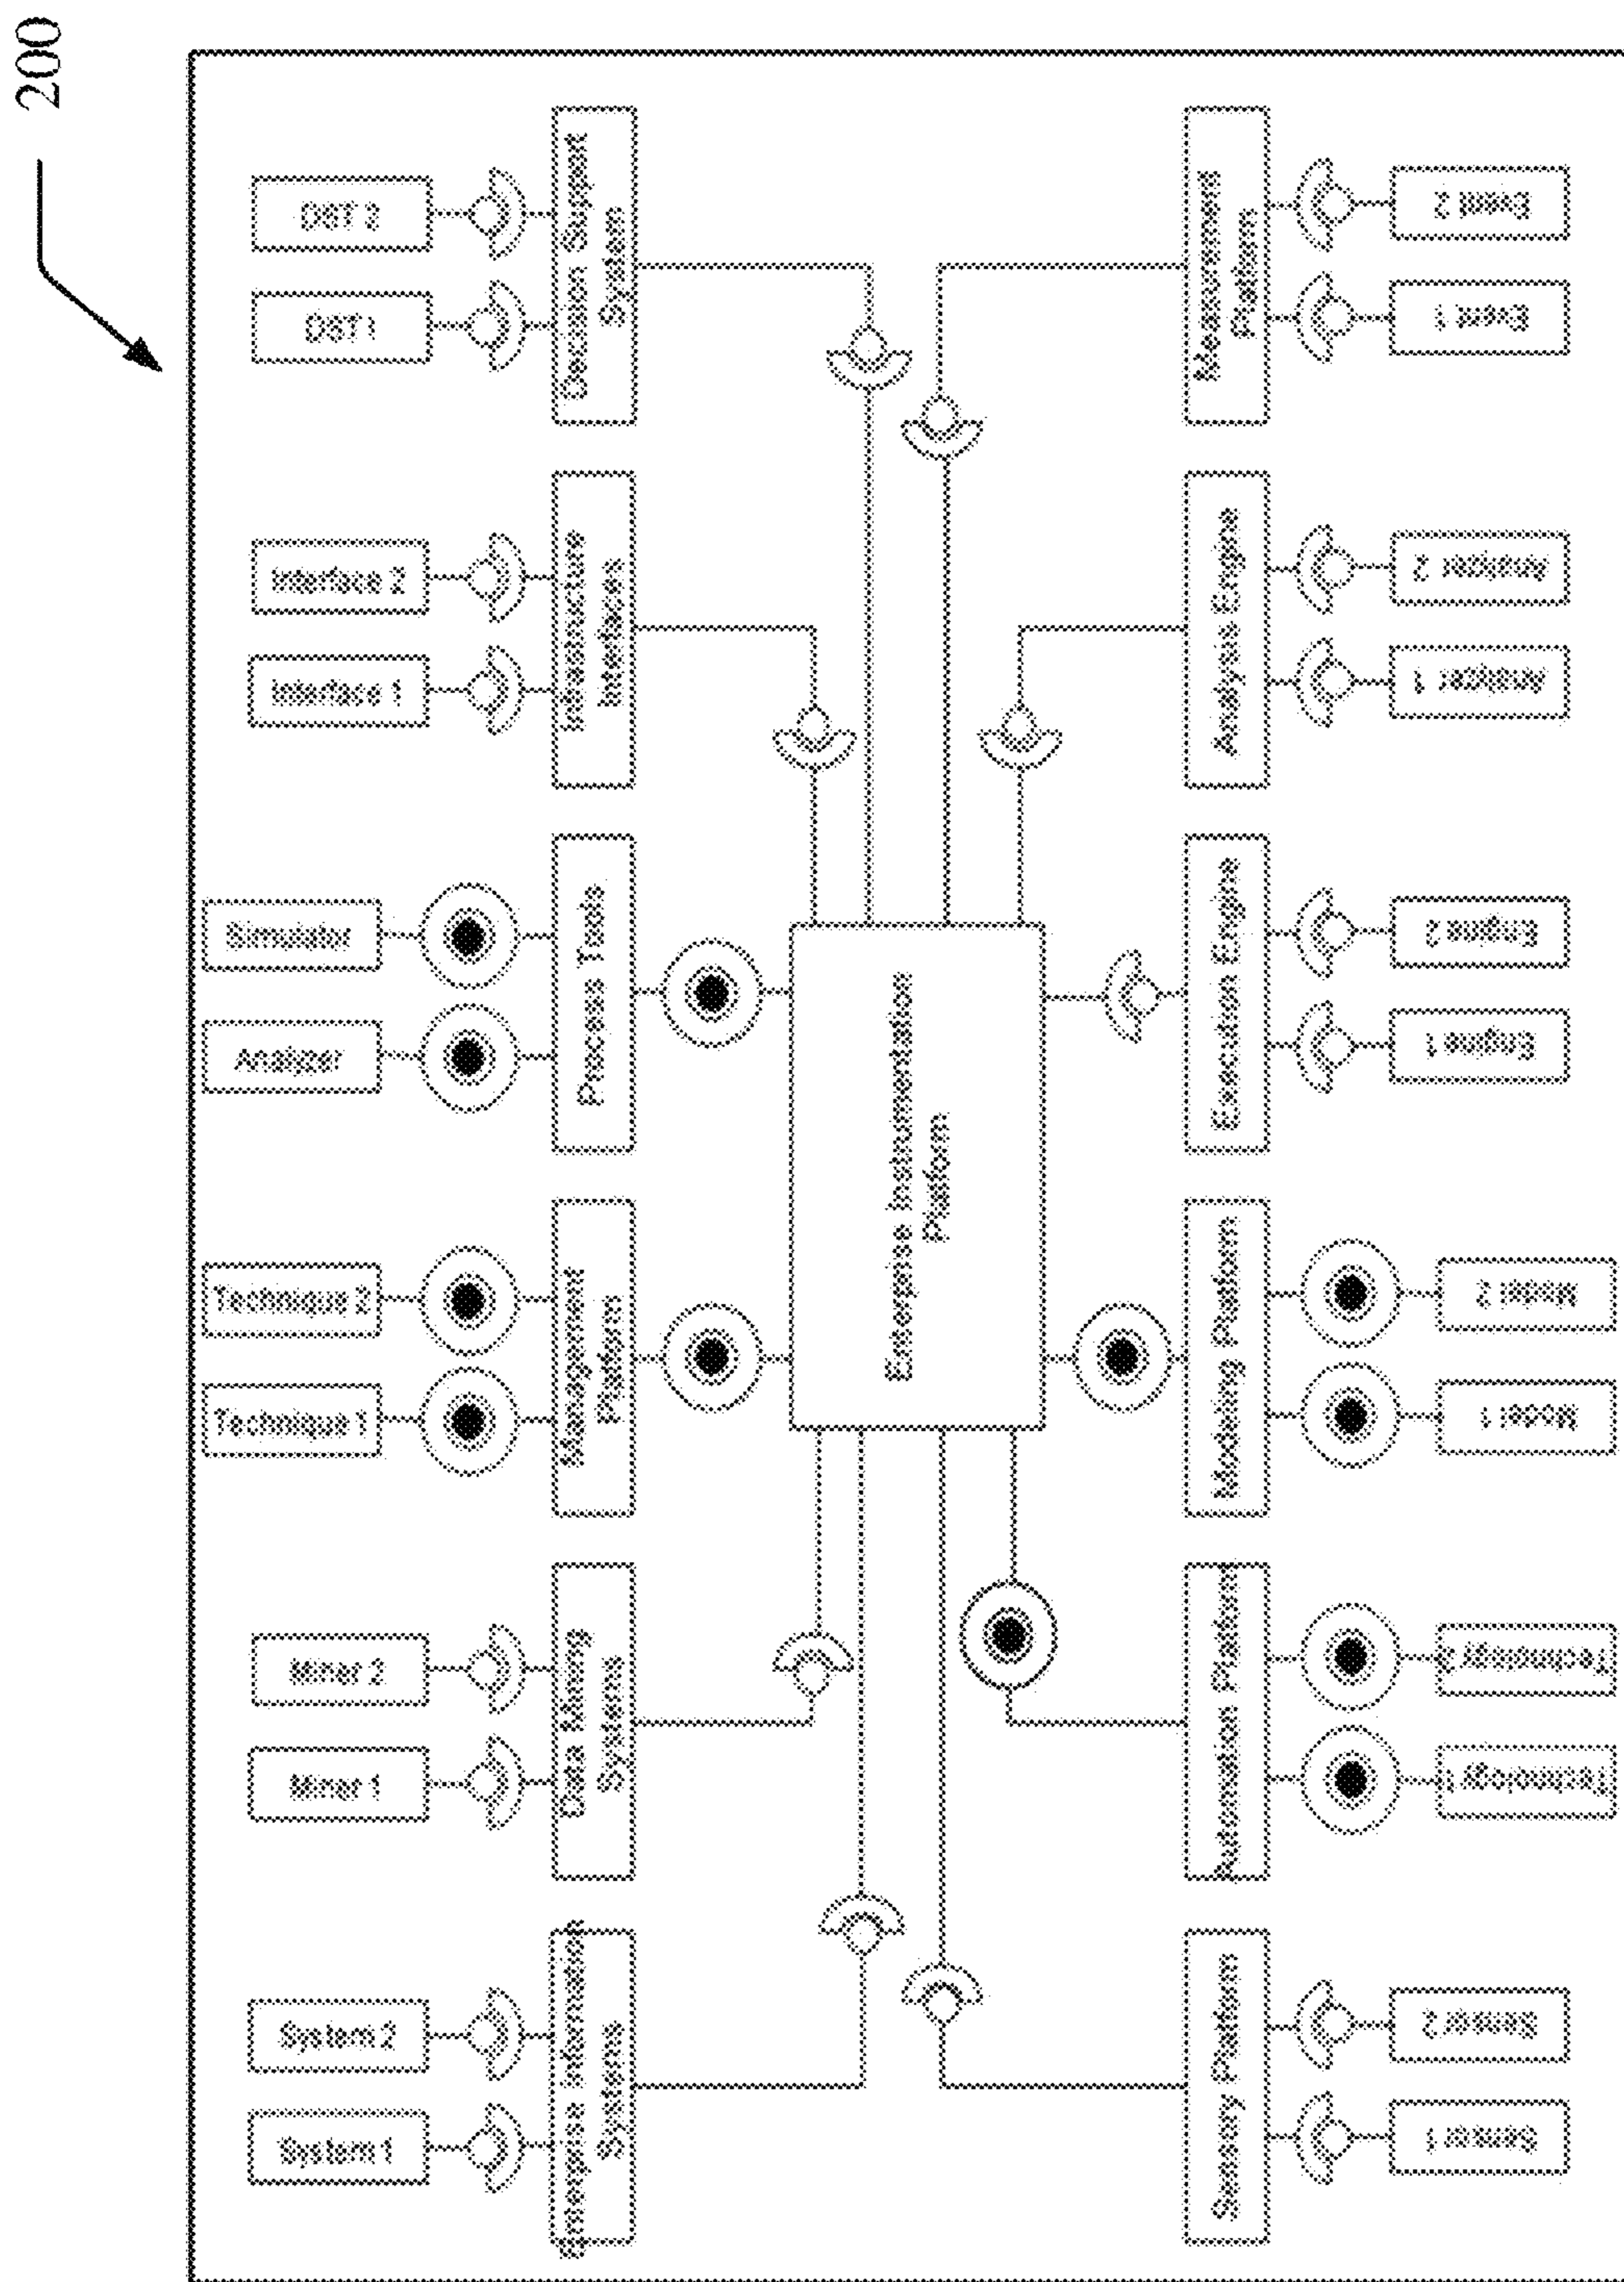 200
System 1
System 2
Miner 1
Miner 2
Technique 1
Technique 2
Analyzer
Simulator
Interface 1
Interface 2
DST 1
DST 2
Enterprise Information
Systems
Data Mining
Systems
Management
Platform
Process Tools
Infrastructure
Interfaces
Decision Support
System
Enterprise Instrumentation
Platform
Sensory Platform
Automation Platform
Modeling Platform
Execution Engine
Analysis Engine
Measurement
Platform
Sensor 1
Sensor 2
Technology 1
Technology 2
Model 1
Model 2
Engine 1
Engine 2
Analizer 1
Analizer 2
Event 1
Event 2